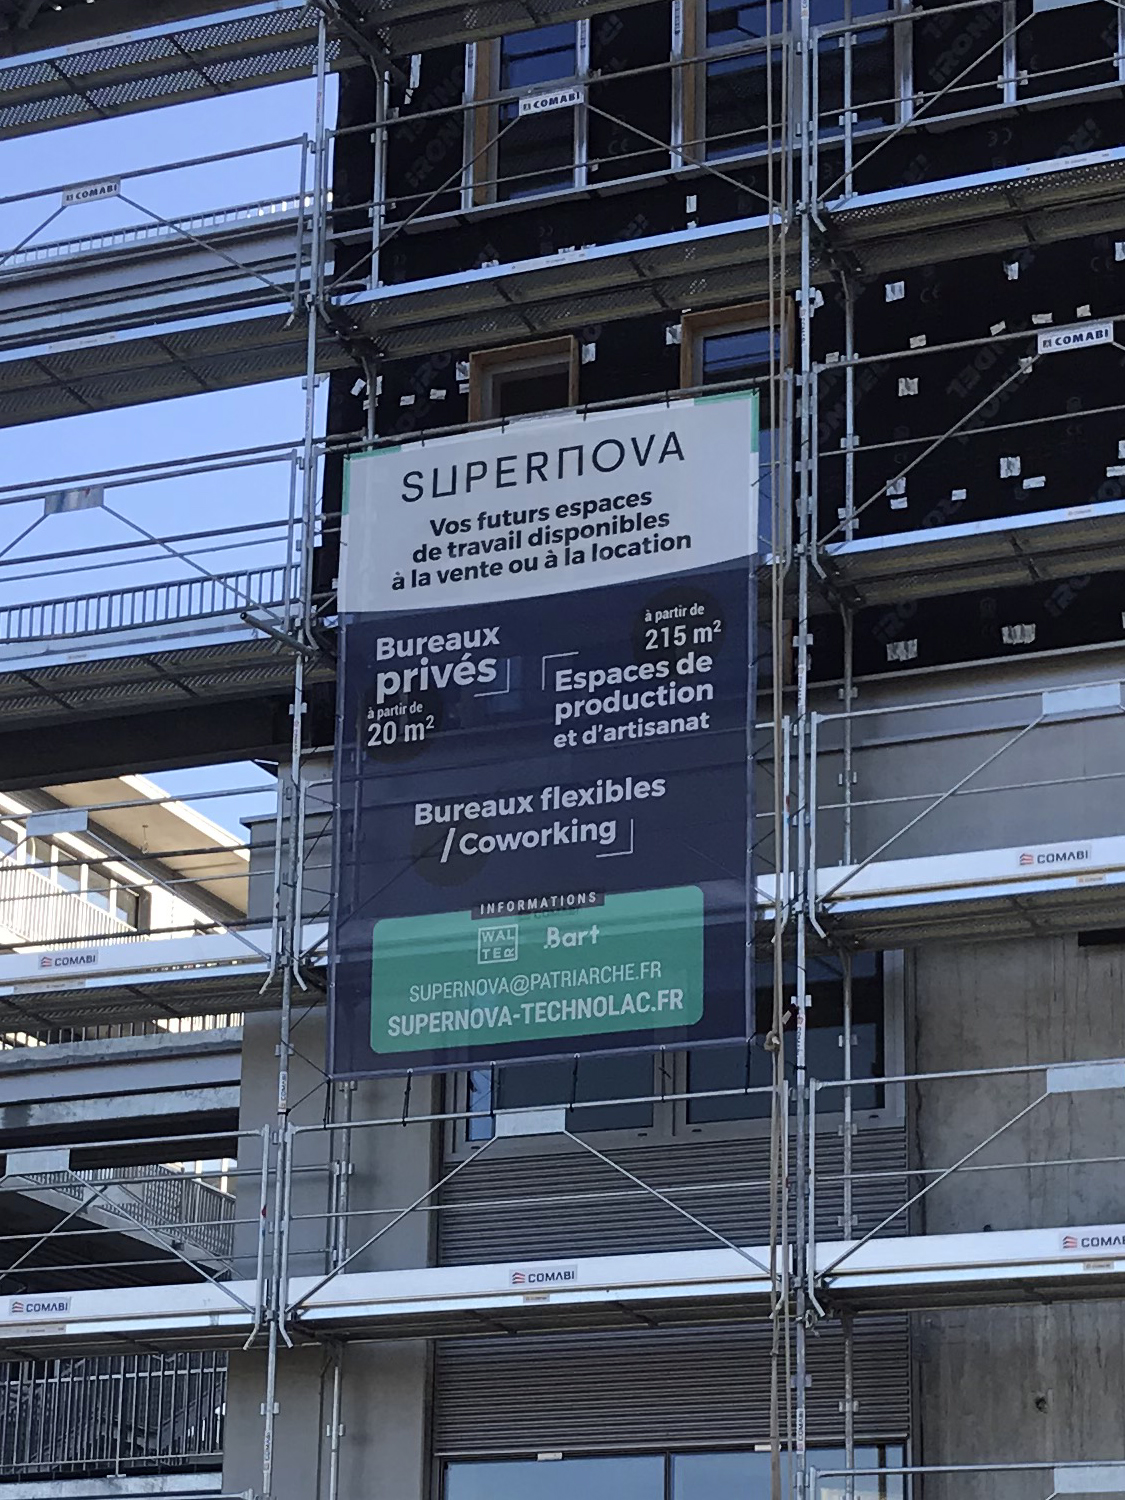 COMABI
COMABI
COMABI
SUPERNOVA
Vos futurs espaces
de travail disponibles
à la vente ou à la location
Bureaux
privés
à partir de
20 m²
à partir de
215 m²
Espaces de
production
et d'artisanat
Bureaux flexibles
/Coworking
INFORMATIONS
WAL
TER
Bart
SUPERNOVA@PATRIARCHE.FR
SUPERNOVA-TECHNOLAC.FR
COMABI
COMABI
COMABI
COMABI
COMABI